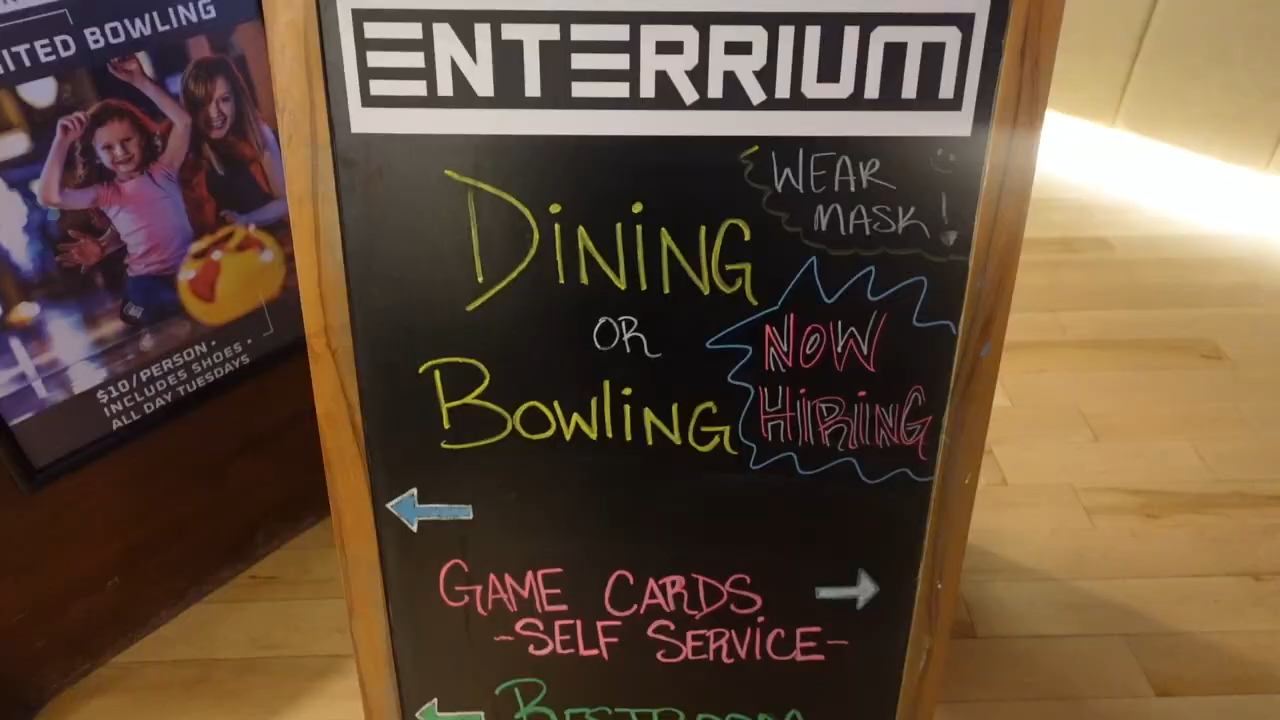 ITED BOWLING
$10/PERSON •
INCLUDES SHOES •
ALL DAY TUESDAYS
ENTERRIUM
WEAR
MASK!
DiNiNG
OR
BOWliNG
NOW
HiRiNG
GAME CARDS
-SELF SERViCE-
RESTROOM